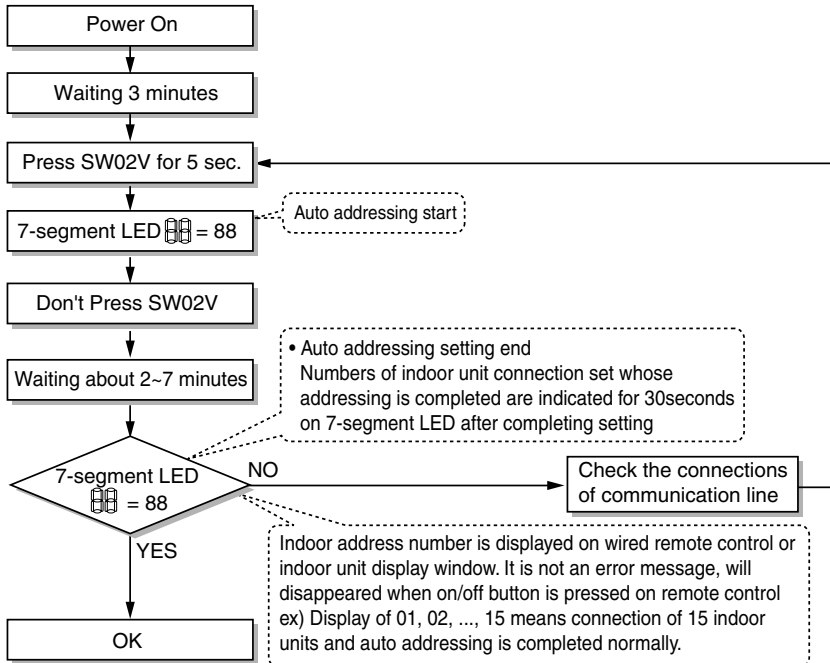 Power On
Waiting 3 minutes
Press SW02V for 5 sec.
7-segment LED 88 = 88
Auto addressing start
Don't Press SW02V
Waiting about 2~7 minutes
• Auto addressing setting end
Numbers of indoor unit connection set whose
addressing is completed are indicated for 30seconds
on 7-segment LED after completing setting
7-segment LED
88 = 88
NO
Check the connections
of communication line
YES
Indoor address number is displayed on wired remote control or
indoor unit display window. It is not an error message, will
disappeared when on/off button is pressed on remote control
ex) Display of 01, 02, ..., 15 means connection of 15 indoor
units and auto addressing is completed normally.
OK